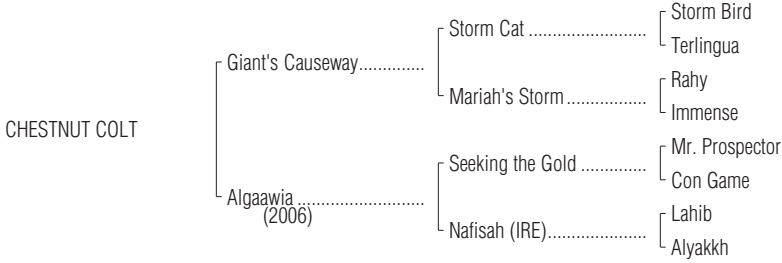 Storm Bird
Storm Cat ..........................
Terlingua
Giant's Causeway..............
Rahy
Mariah's Storm ..................
Immense
CHESTNUT COLT
Mr. Prospector
Seeking the Gold ...............
Con Game
Algaawia ............................
(2006)
Lahib
Nafisah (IRE)......................
Alyakkh